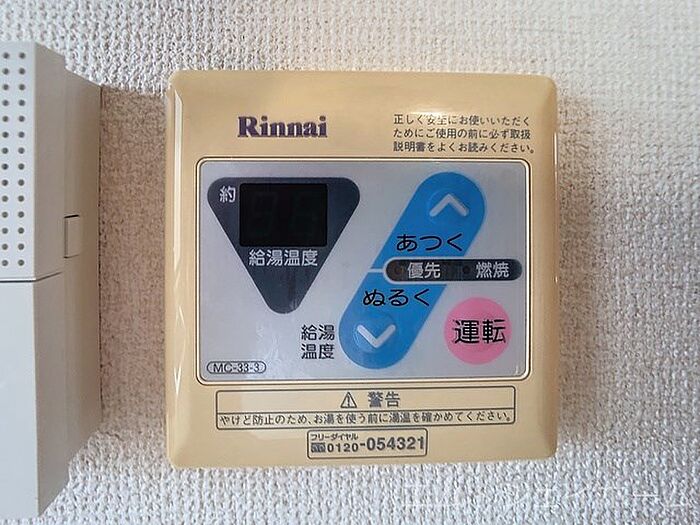 Rinnai
正しく安全にお使いいただく
ためにご使用の前に必ず取扱
説明書をよくお読みください。
約
給湯温度
あつく
優先 燃焼
ぬるく
給湯
温度
運転
MC-33-3
警告
やけど防止のため、お湯を使う前に湯温を確かめてください。
フリーダイヤル
0120-054321